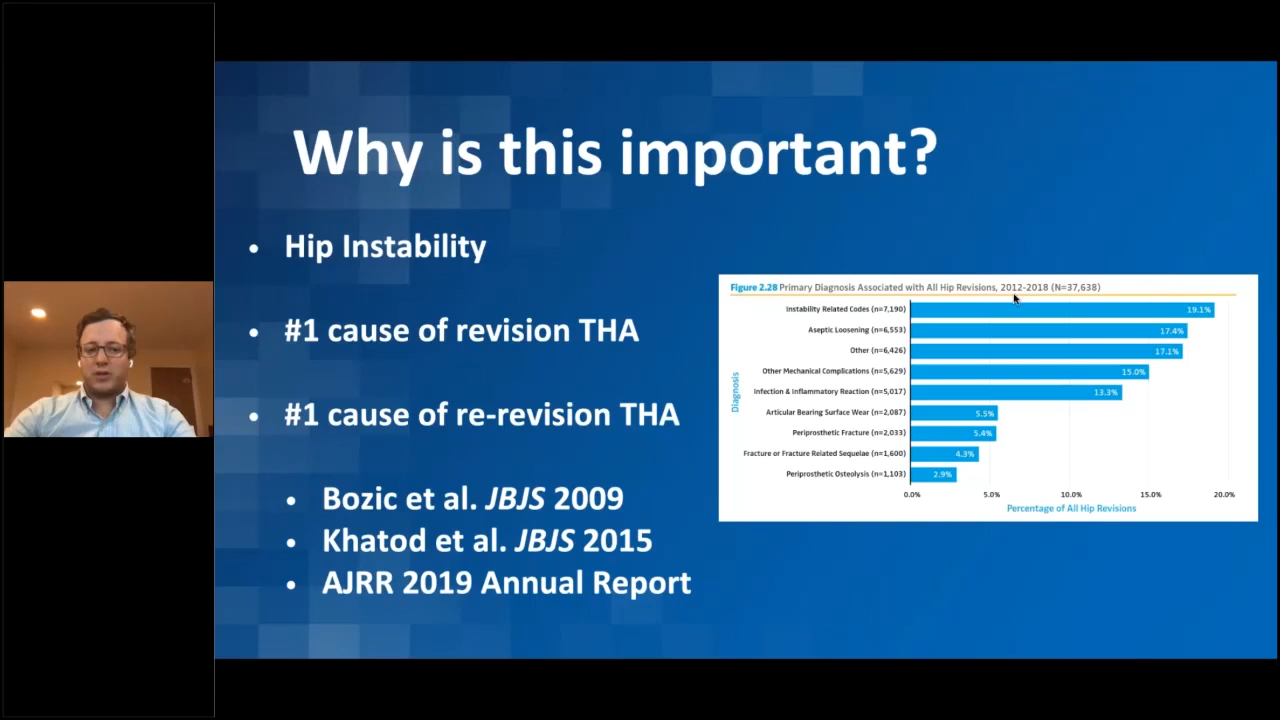 Why is this important?
• Hip Instability
• #1 cause of revision THA
• #1 cause of re-revision THA
• Bozic et al. JBJS 2009
• Khatod et al. JBJS 2015
• AJRR 2019 Annual Report
Figure 2.28 Primary Diagnosis Associated with All Hip Revisions, 2012-2018 (N=37,638)
Diagnosis
Instability Related Codes (n=7,190) 19.1%
Aseptic Loosening (n=6,553) 17.4%
Other (n=6,426) 17.1%
Other Mechanical Complications (n=5,629) 15.0%
Infection & Inflammatory Reaction (n=5,017) 13.3%
Articular Bearing Surface Wear (n=2,087) 5.5%
Periprosthetic Fracture (n=2,033) 5.4%
Fracture or Fracture Related Sequelae (n=1,600) 4.3%
Periprosthetic Osteolysis (n=1,103) 2.9%
0.0% 5.0% 10.0% 15.0% 20.0%
Percentage of All Hip Revisions